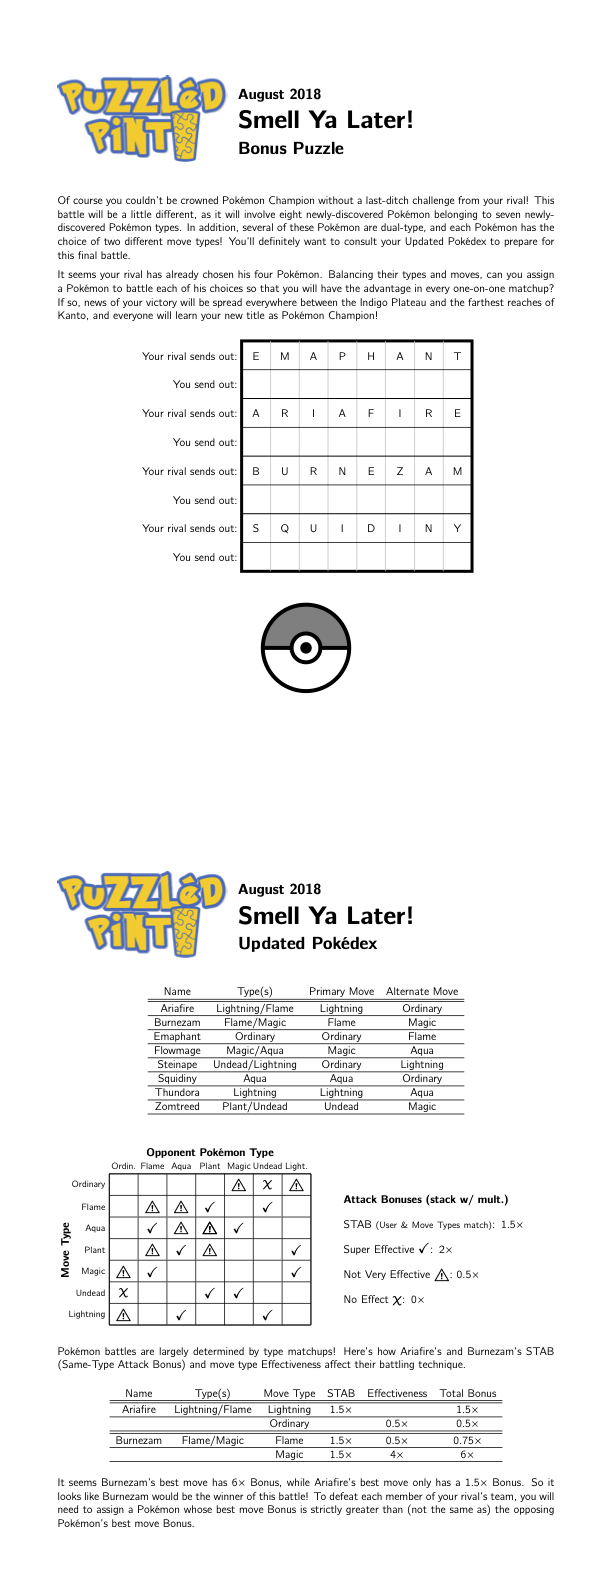 PUZZLéD
PiNT
August 2018
Smell Ya Later!
Bonus Puzzle
Of course you couldn't be crowned Pokémon Champion without a last-ditch challenge from your rival! This
battle will be a little different, as it will involve eight newly-discovered Pokémon belonging to seven newly-
discovered Pokémon types. In addition, several of these Pokémon are dual-type, and each Pokémon has the
choice of two different move types! You'll definitely want to consult your Updated Pokédex to prepare for
this final battle.
It seems your rival has already chosen his four Pokémon. Balancing their types and moves, can you assign
a Pokémon to battle each of his choices so that you will have the advantage in every one-on-one matchup?
If so, news of your victory will be spread everywhere between the Indigo Plateau and the farthest reaches of
Kanto, and everyone will learn your new title as Pokémon Champion!
Your rival sends out: E M A P H A N T
You send out:
Your rival sends out: A R I A F I R E
You send out:
Your rival sends out: B U R N E Z A M
You send out:
Your rival sends out: S Q U I D I N Y
You send out:
PUZZLéD
PiNT
August 2018
Smell Ya Later!
Updated Pokédex
Name Type(s) Primary Move Alternate Move
Ariafire Lightning/Flame Lightning Ordinary
Burnezam Flame/Magic Flame Magic
Emaphant Ordinary Ordinary Flame
Flowmage Magic/Aqua Magic Aqua
Steinape Undead/Lightning Ordinary Lightning
Squidiny Aqua Aqua Ordinary
Thundora Lightning Lightning Aqua
Zomtreed Plant/Undead Undead Magic
Opponent Pokémon Type
Ordin. Flame Aqua Plant Magic Undead Light.
Move Type
Ordinary ⚠ χ ⚠
Flame ⚠ ⚠ ✓ ✓
Aqua ✓ ⚠ ⚠ ✓
Plant ⚠ ✓ ⚠ ✓
Magic ⚠ ✓ ✓
Undead χ ✓ ✓
Lightning ⚠ ✓ ✓
Attack Bonuses (stack w/ mult.)
STAB (User & Move Types match): 1.5×
Super Effective ✓: 2×
Not Very Effective ⚠: 0.5×
No Effect χ: 0×
Pokémon battles are largely determined by type matchups! Here's how Ariafire's and Burnezam's STAB
(Same-Type Attack Bonus) and move type Effectiveness affect their battling technique.
Name Type(s) Move Type STAB Effectiveness Total Bonus
Ariafire Lightning/Flame Lightning 1.5× 1.5×
Ordinary 0.5× 0.5×
Burnezam Flame/Magic Flame 1.5× 0.5× 0.75×
Magic 1.5× 4× 6×
It seems Burnezam's best move has 6× Bonus, while Ariafire's best move only has a 1.5× Bonus. So it
looks like Burnezam would be the winner of this battle! To defeat each member of your rival's team, you will
need to assign a Pokémon whose best move Bonus is strictly greater than (not the same as) the opposing
Pokémon's best move Bonus.